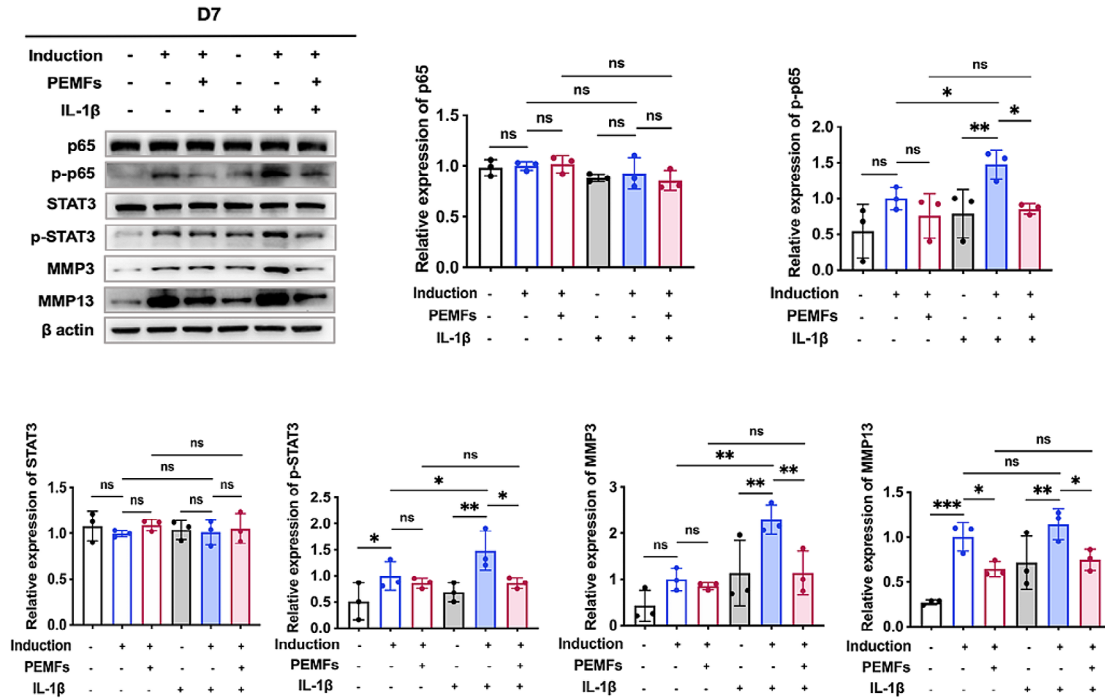 D7
Induction - + + - + +
PEMFs - - + - - +
IL-1β - - - + + +
p65
p-p65
STAT3
p-STAT3
MMP3
MMP13
β actin
Relative expression of p65
1.5
1.0
0.5
0.0
ns
ns
ns
ns
ns
ns
Induction - + + - + +
PEMFs - - + - - +
IL-1β - - - + + +
Relative expression of p-p65
2.0
1.5
1.0
0.5
0.0
ns
*
ns
ns
**
*
Induction - + + - + +
PEMFs - - + - - +
IL-1β - - - + + +
Relative expression of STAT3
1.5
1.0
0.5
0.0
ns
ns
ns
ns
ns
ns
Induction - + + - + +
PEMFs - - + - - +
IL-1β - - - + + +
Relative expression of p-STAT3
2.5
2.0
1.5
1.0
0.5
0.0
ns
*
*
ns
**
*
Induction - + + - + +
PEMFs - - + - - +
IL-1β - - - + + +
Relative expression of MMP3
3
2
1
0
ns
**
ns
ns
**
**
Induction - + + - + +
PEMFs - - + - - +
IL-1β - - - + + +
Relative expression of MMP13
1.5
1.0
0.5
0.0
ns
ns
***
*
**
*
Induction - + + - + +
PEMFs - - + - - +
IL-1β - - - + + +